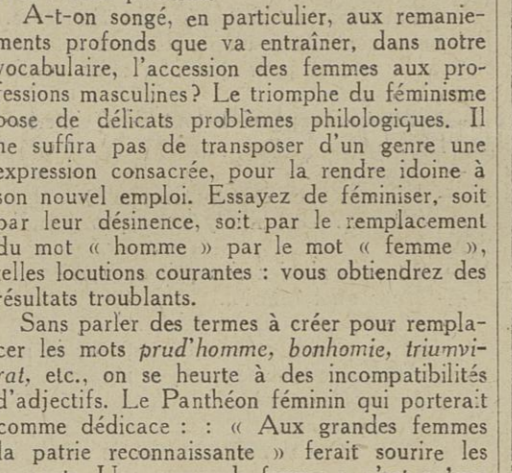 A-t-on songé, en particulier, aux remanie-
ments profonds que va entraîner, dans notre
vocabulaire, l'accession des femmes aux pro-
fessions masculines? Le triomphe du féminisme
pose de délicats problèmes philologiques. Il
ne suffira pas de transposer d'un genre une
expression consacrée, pour la rendre idoine à
son nouvel emploi. Essayez de féminiser, soit
par leur désinence, soit par le remplacement
du mot « homme » par le mot « femme »,
telles locutions courantes : vous obtiendrez des
résultats troublants.
Sans parler des termes à créer pour rempla-
cer les mots prud'homme, bonhomie, triumvi-
rat, etc., on se heurte à des incompatibilités
d'adjectifs. Le Panthéon féminin qui porterait
comme dédicace : : « Aux grandes femmes
la patrie reconnaissante » ferait sourire les